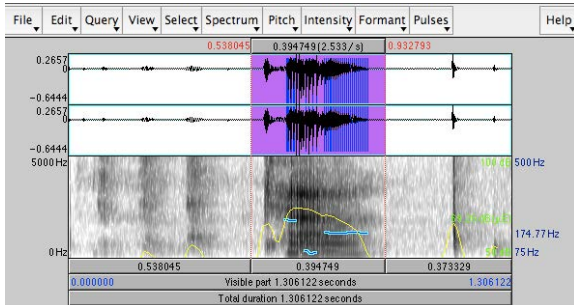 File Edit Query View Select Spectrum Pitch Intensity Formant Pulses Help
0.538045 0.394749 (2.533 / s) 0.932793
0.2657
0
-0.6444
0.2657
0
-0.6444
5000 Hz 500 Hz
174.77 Hz
0 Hz 75 Hz
0.538045 0.394749 0.373329
0.000000 Visible part 1.306122 seconds 1.306122
Total duration 1.306122 seconds